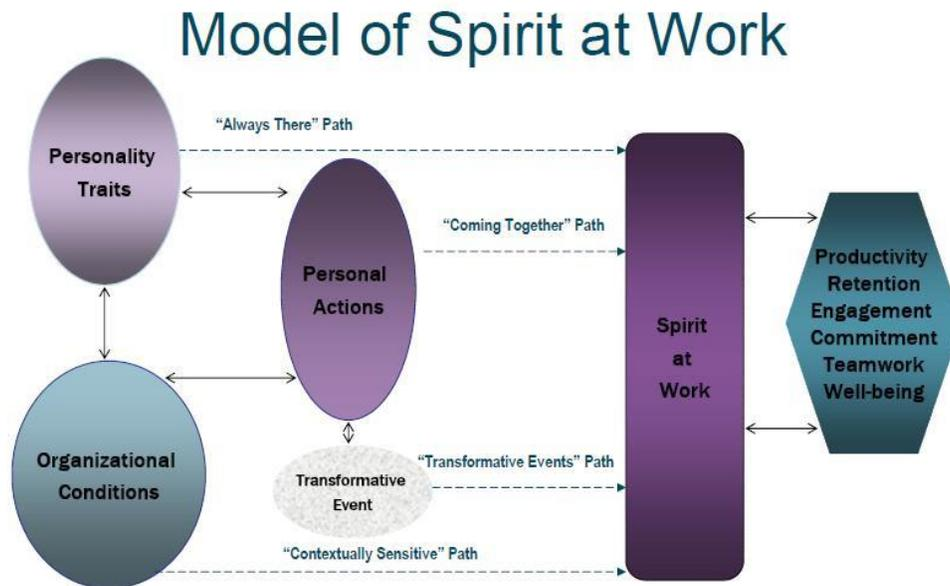 Model of Spirit at Work
"Always There" Path
Personality
Traits
"Coming Together" Path
Personal
Actions
Productivity
Retention
Engagement
Commitment
Teamwork
Well-being
Spirit
at
Work
Organizational
Conditions
"Transformative Events" Path
Transformative
Event
"Contextually Sensitive" Path